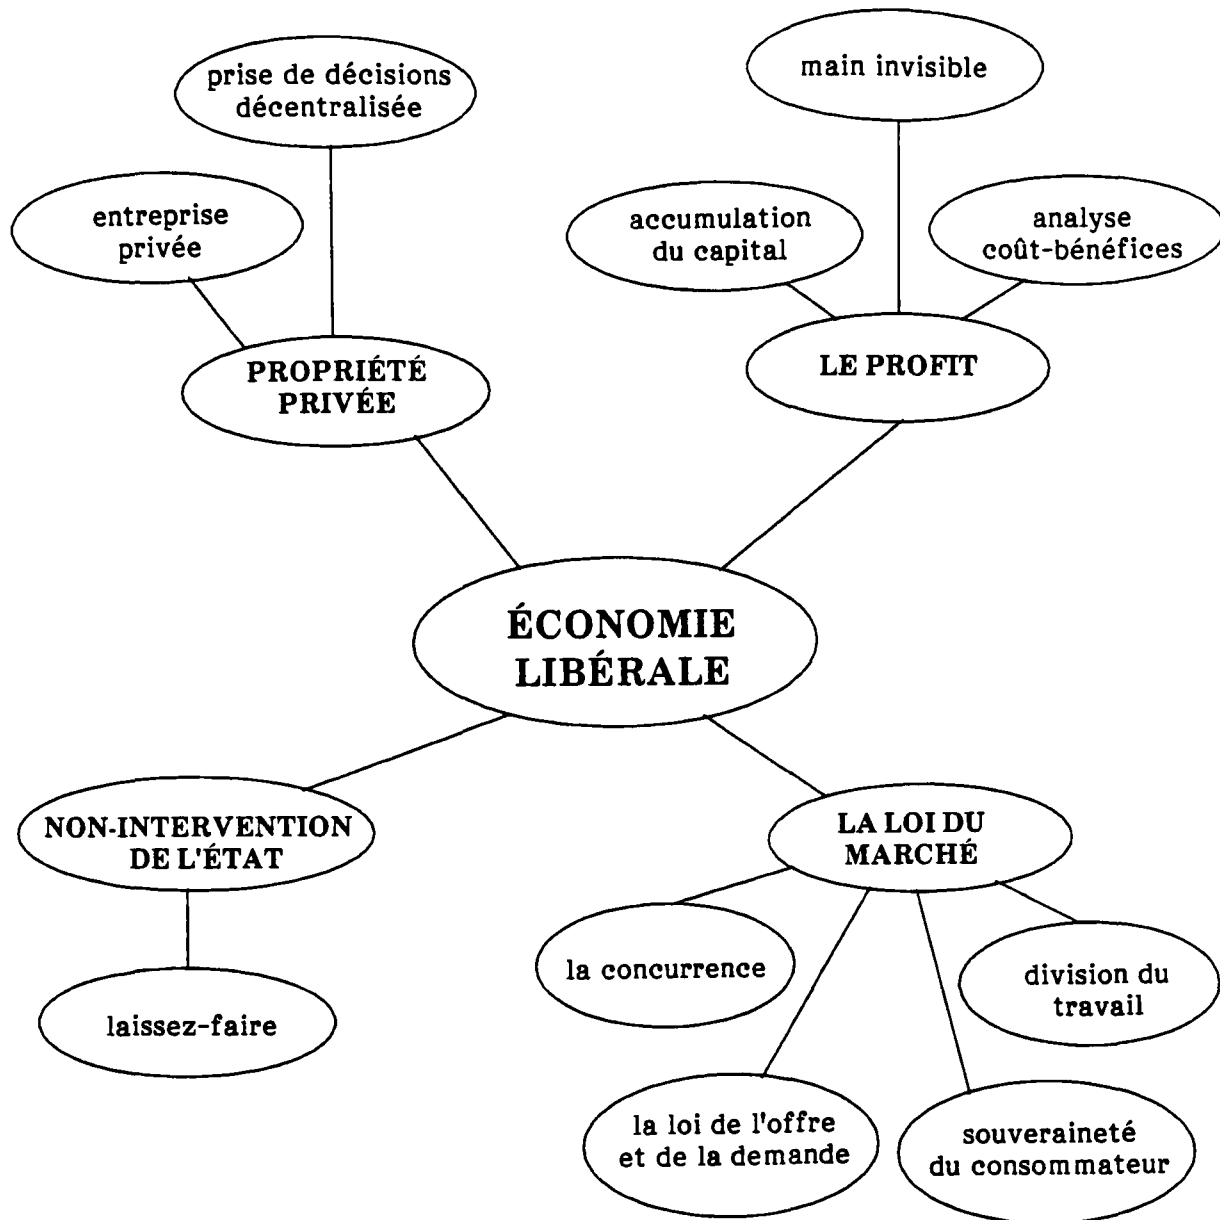 prise de décisions
décentralisée
main invisible
entreprise
privée
accumulation
du capital
analyse
coût-bénéfices
PROPRIÉTÉ
PRIVÉE
LE PROFIT
ÉCONOMIE
LIBÉRALE
NON-INTERVENTION
DE L'ÉTAT
LA LOI DU
MARCHÉ
la concurrence
division du
travail
laissez-faire
la loi de l'offre
et de la demande
souveraineté
du consommateur